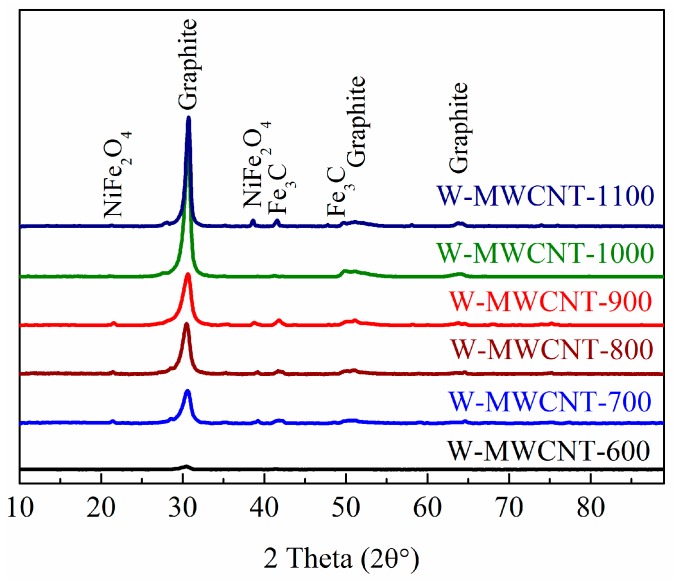 Graphite
NiFe₂O₄
NiFe₂O₄
Fe₃C
Fe₃C
Graphite
Graphite
W-MWCNT-1100
W-MWCNT-1000
W-MWCNT-900
W-MWCNT-800
W-MWCNT-700
W-MWCNT-600
10 20 30 40 50 60 70 80
2 Theta (2θ°)